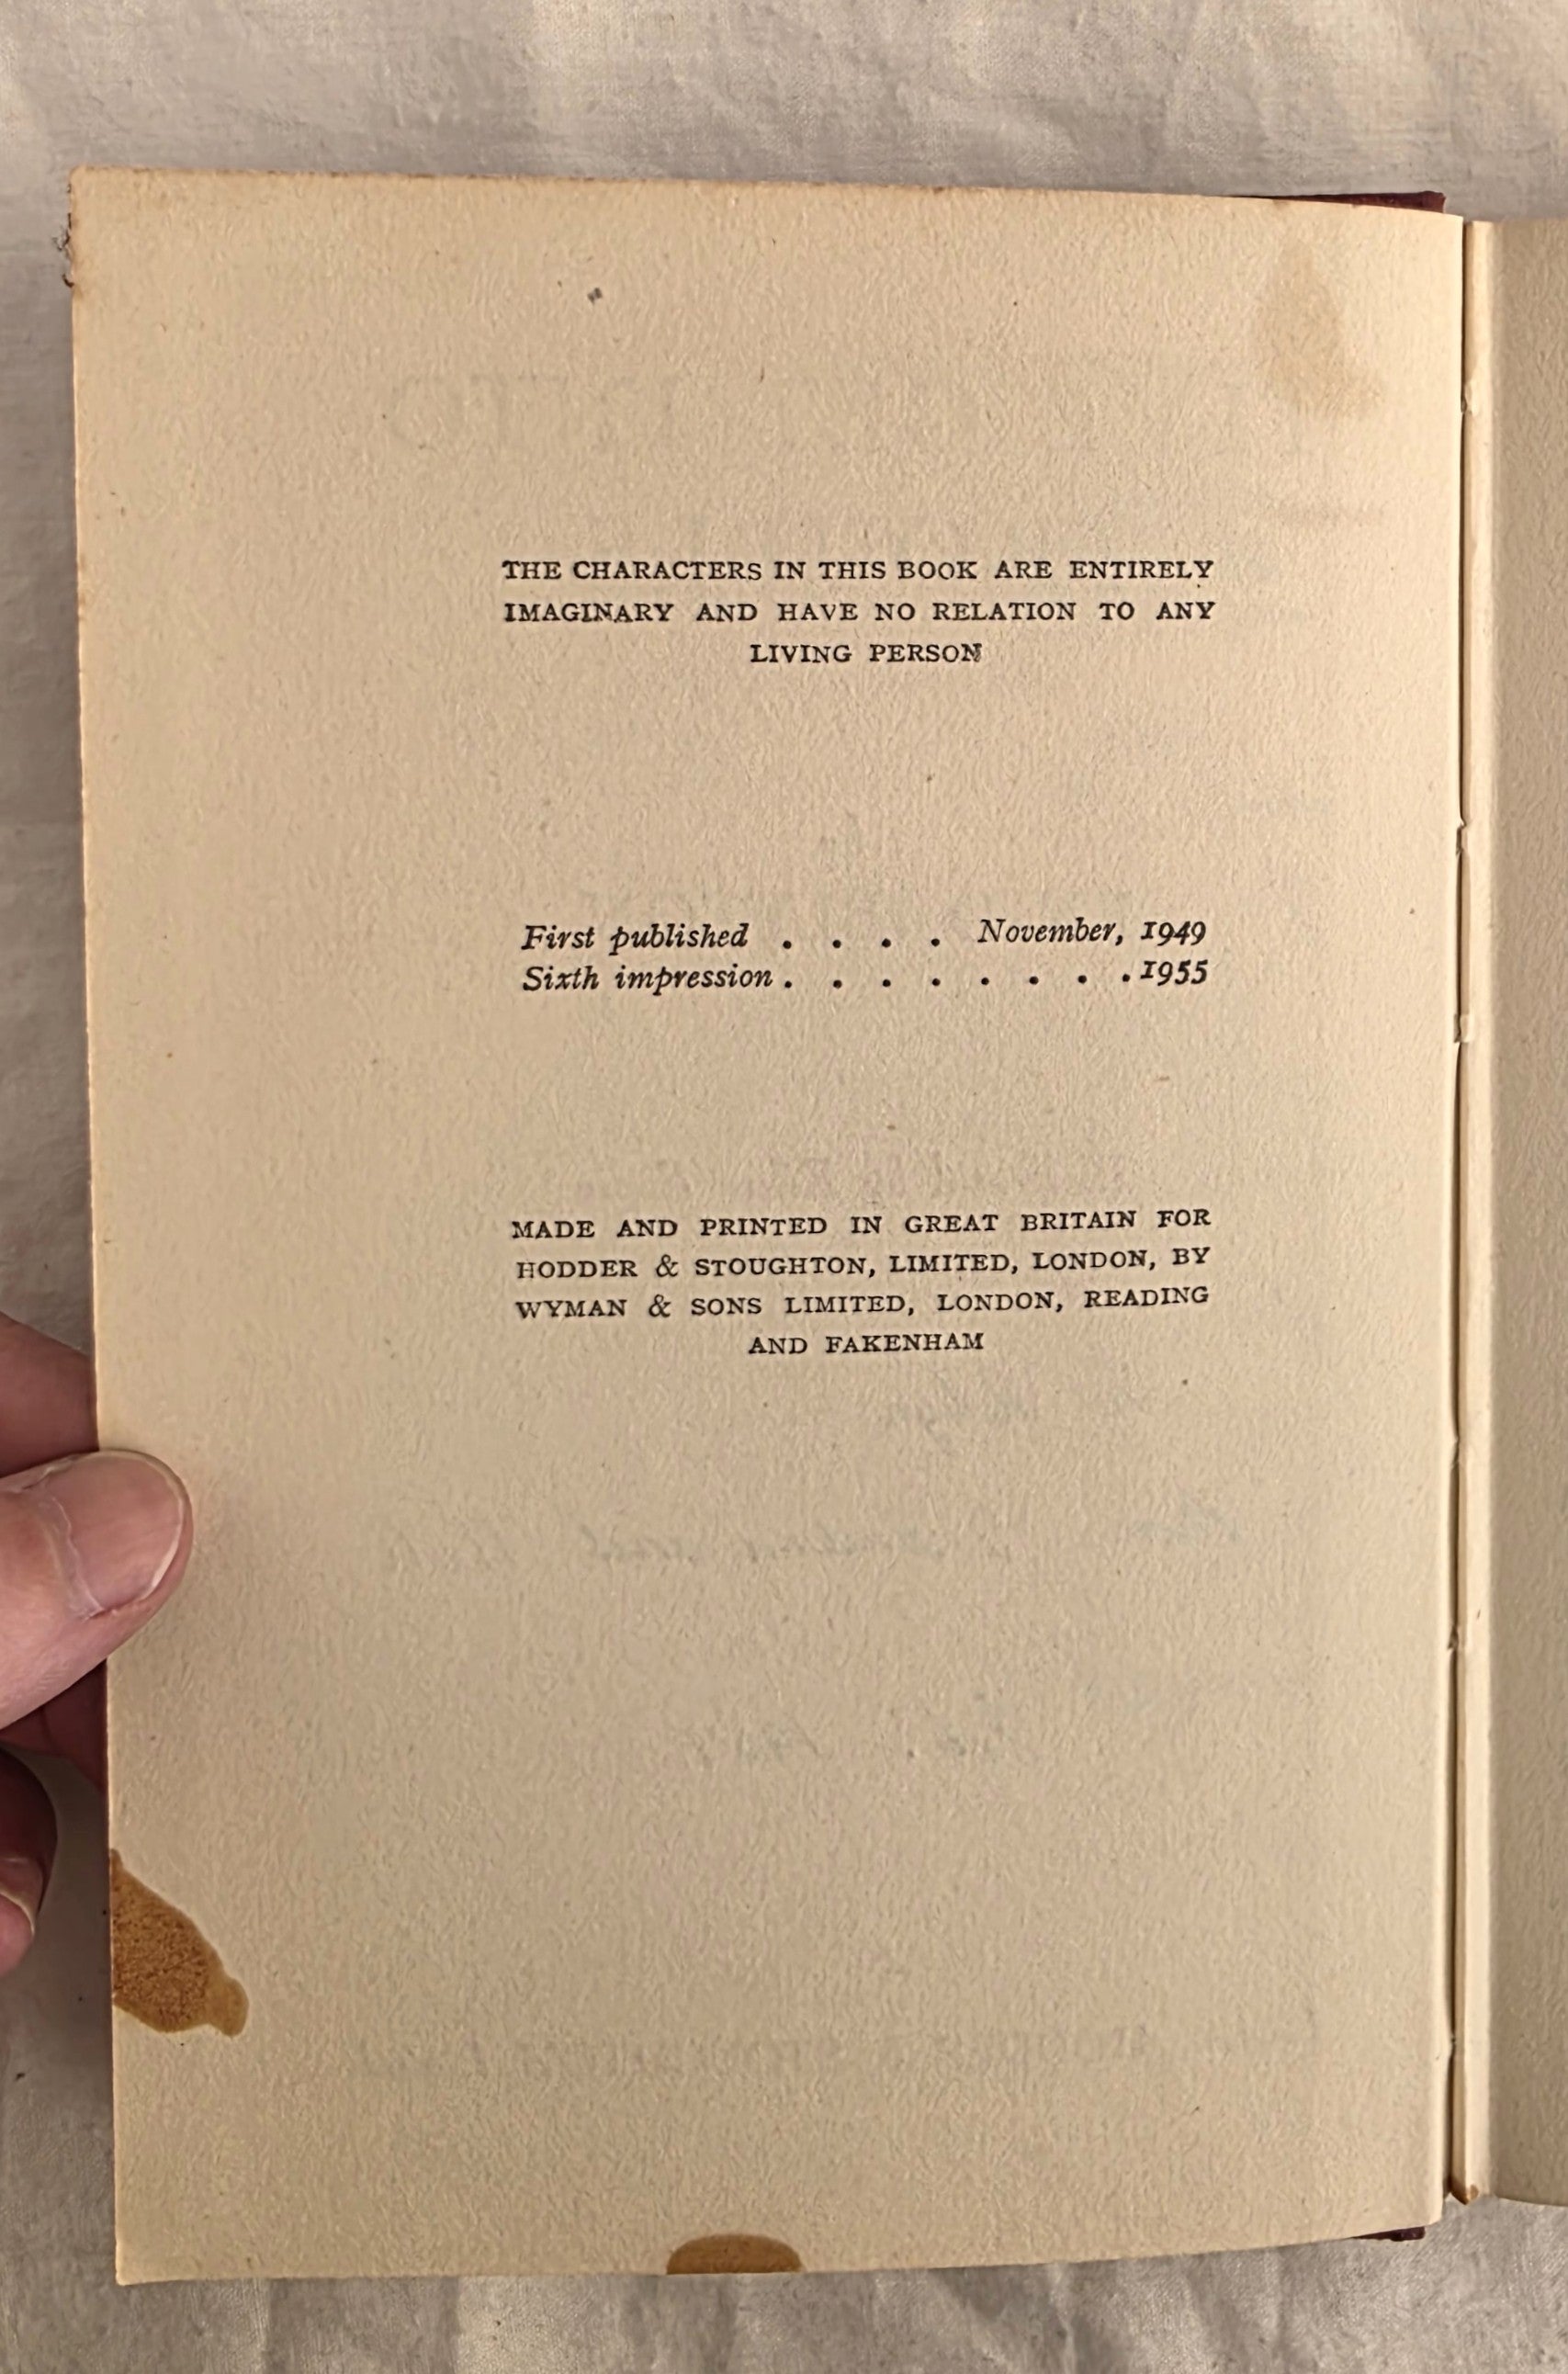 THE CHARACTERS IN THIS BOOK ARE ENTIRELY
IMAGINARY AND HAVE NO RELATION TO ANY
LIVING PERSON
First published . . . . November, 1949
Sixth impression . . . . . . . . 1955
MADE AND PRINTED IN GREAT BRITAIN FOR
HODDER & STOUGHTON, LIMITED, LONDON, BY
WYMAN & SONS LIMITED, LONDON, READING
AND FAKENHAM